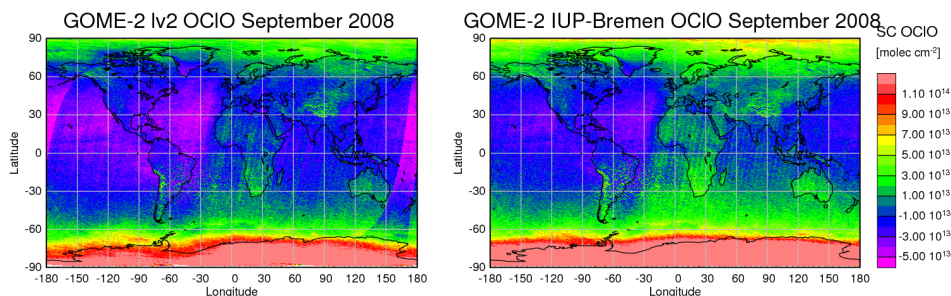 GOME-2 lv2 OClO September 2008
GOME-2 IUP-Bremen OClO September 2008
SC OClO
[molec cm-2]
90
60
30
0
-30
-60
-90
Latitude
-180 -150 -120 -90 -60 -30 0 30 60 90 120 150 180
Longitude
90
60
30
0
-30
-60
-90
Latitude
-180 -150 -120 -90 -60 -30 0 30 60 90 120 150 180
Longitude
1.10 10¹⁴
9.00 10¹³
7.00 10¹³
5.00 10¹³
3.00 10¹³
1.00 10¹³
-1.00 10¹³
-3.00 10¹³
-5.00 10¹³